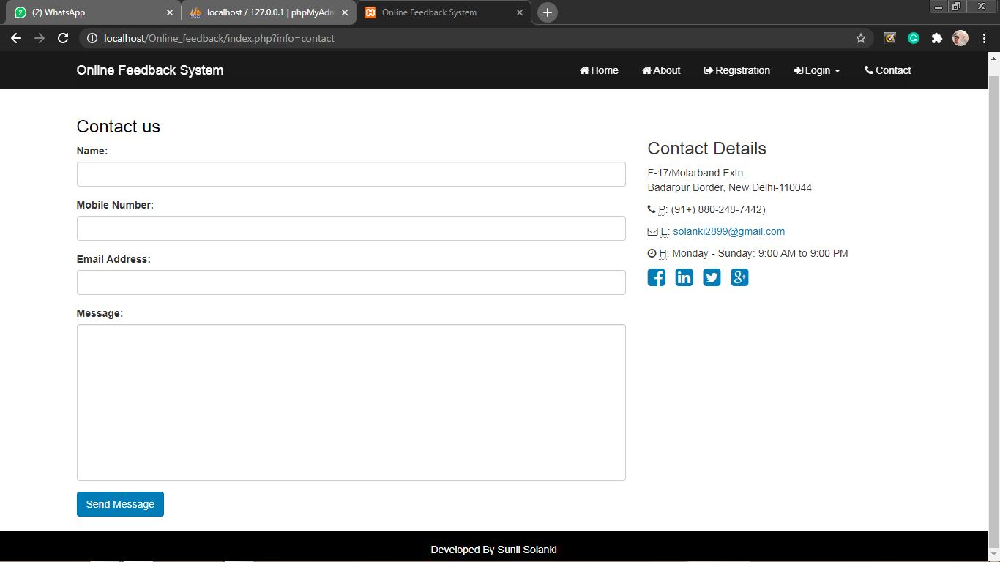 (2) WhatsApp
localhost / 127.0.0.1 | phpMyAdm
Online Feedback System
localhost/Online_feedback/index.php?info=contact
Online Feedback System
Home
About
Registration
Login
Contact
Contact us
Name:
Mobile Number:
Email Address:
Message:
Send Message
Contact Details
F-17/Molarband Extn.
Badarpur Border, New Delhi-110044
P: (91+) 880-248-7442)
E: solanki2899@gmail.com
H: Monday - Sunday: 9:00 AM to 9:00 PM
Developed By Sunil Solanki